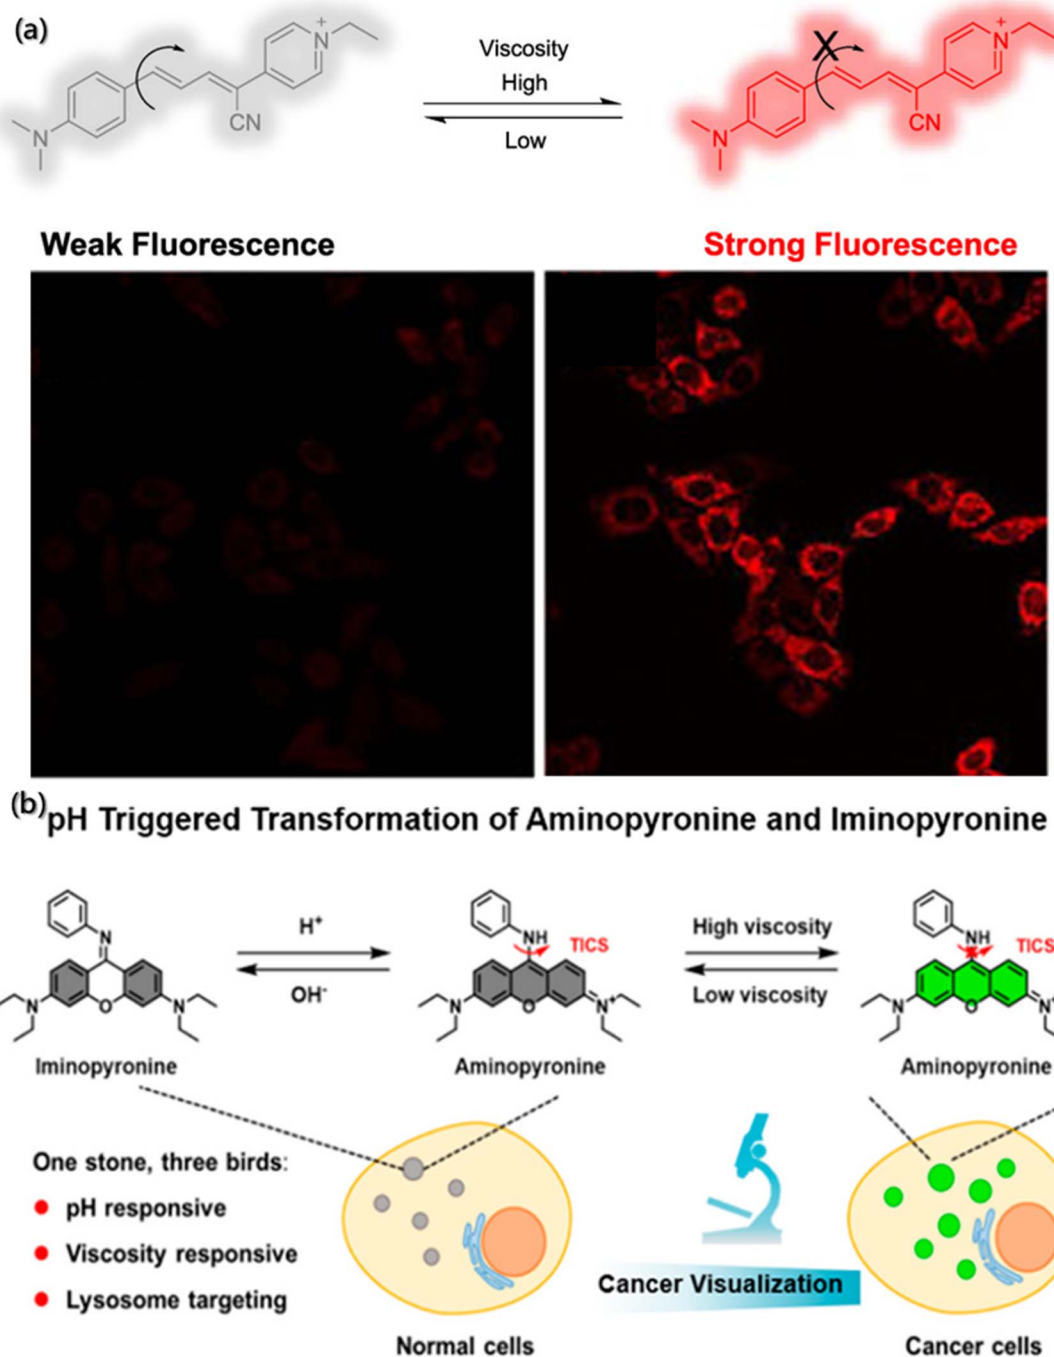 (a)
N
CN
N
+
Viscosity
High
Low
X
N
CN
N
+
Weak Fluorescence
Strong Fluorescence
(b)
pH Triggered Transformation of Aminopyronine and Iminopyronine
N
N
O
N
Iminopyronine
H+
OH-
NH
TICS
N
O
N+
Aminopyronine
High viscosity
Low viscosity
NH
TICS
N
O
N+
Aminopyronine
One stone, three birds:
pH responsive
Viscosity responsive
Lysosome targeting
Cancer Visualization
Normal cells
Cancer cells